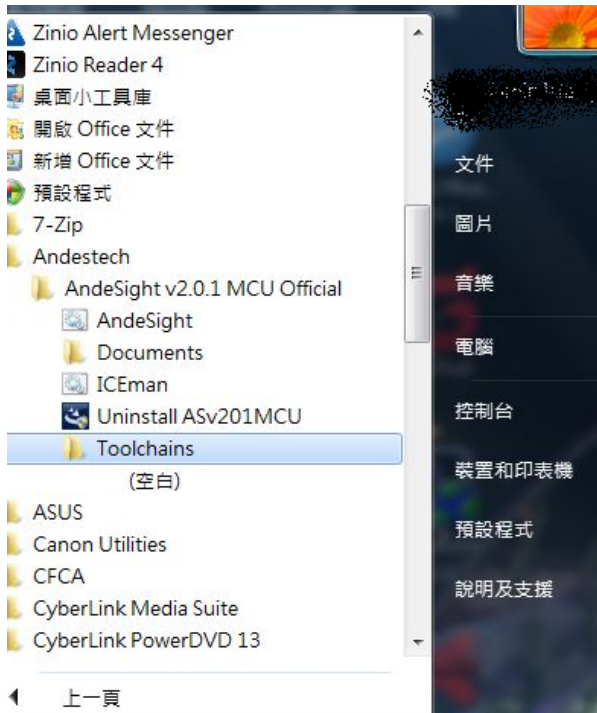 Zinio Alert Messenger
Zinio Reader 4
桌面小工具庫
開啟 Office 文件
新增 Office 文件
預設程式
7-Zip
Andestech
AndeSight v2.0.1 MCU Official
AndeSight
Documents
ICEman
Uninstall ASv201MCU
Toolchains
(空白)
ASUS
Canon Utilities
CFCA
CyberLink Media Suite
CyberLink PowerDVD 13
上一頁
文件
圖片
音樂
電腦
控制台
裝置和印表機
預設程式
說明及支援